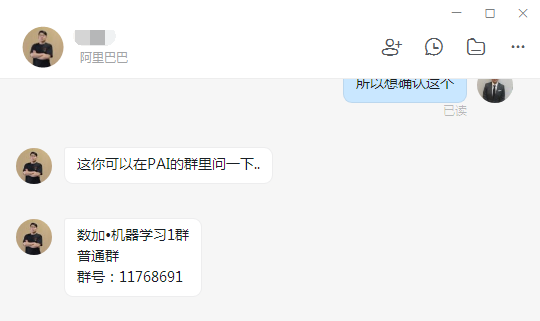 阿里巴巴
所以想确认这个
已读
这你可以在PAI的群里问一下..
数加•机器学习1群
普通群
群号：11768691